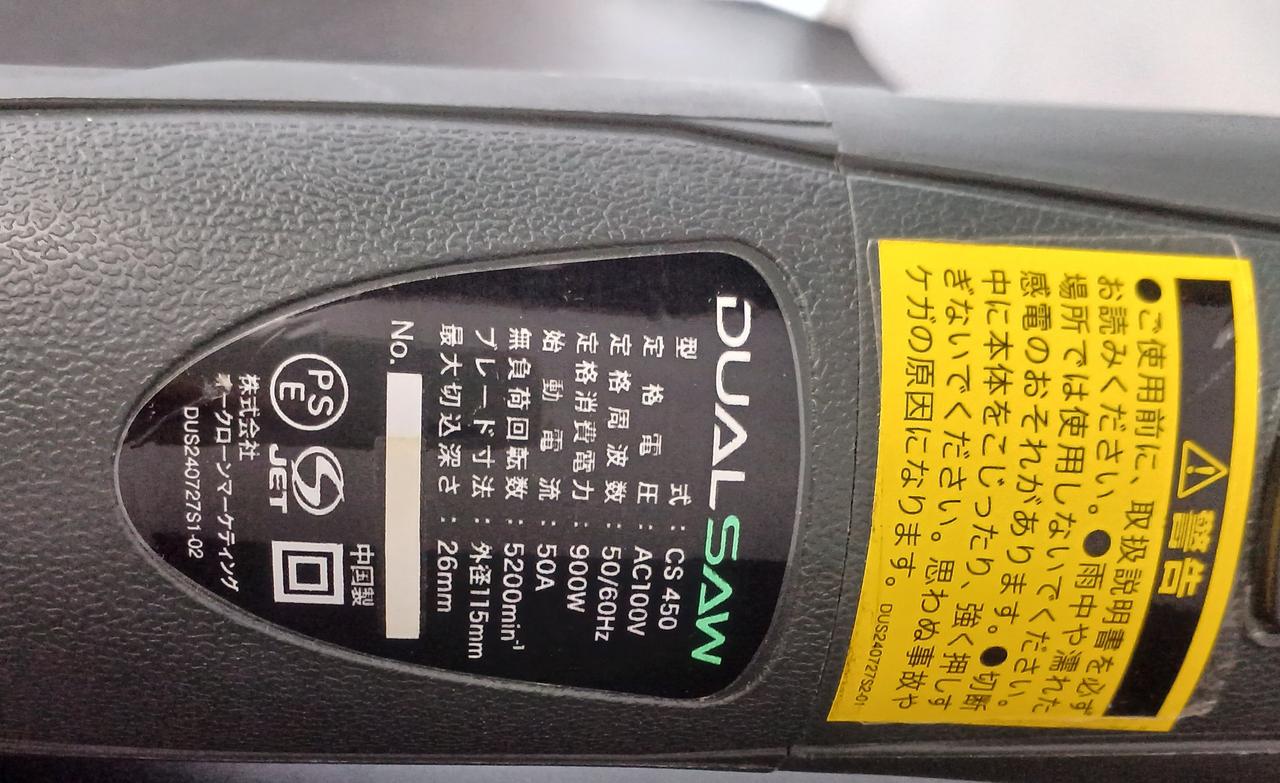 DUALSAW
型式：CS 450
定格電圧：AC100V
定格周波数：50/60Hz
定格消費電力：900W
始動電流：50A
無負荷回転数：5200min⁻¹
ブレード寸法：外径115mm
最大切込深さ：26mm
No.
中国製
PS
E
JET
株式会社
オークローンマーケティング
DUS240727S1-02
⚠警告
●ご使用前に、取扱説明書を必ず
お読みください。●雨中や濡れた
場所では使用しないでください。
感電のおそれがあります。●切断
中に本体をこじったり、強く押しす
ぎないでください。思わぬ事故や
ケガの原因になります。
DUS240727S2-01